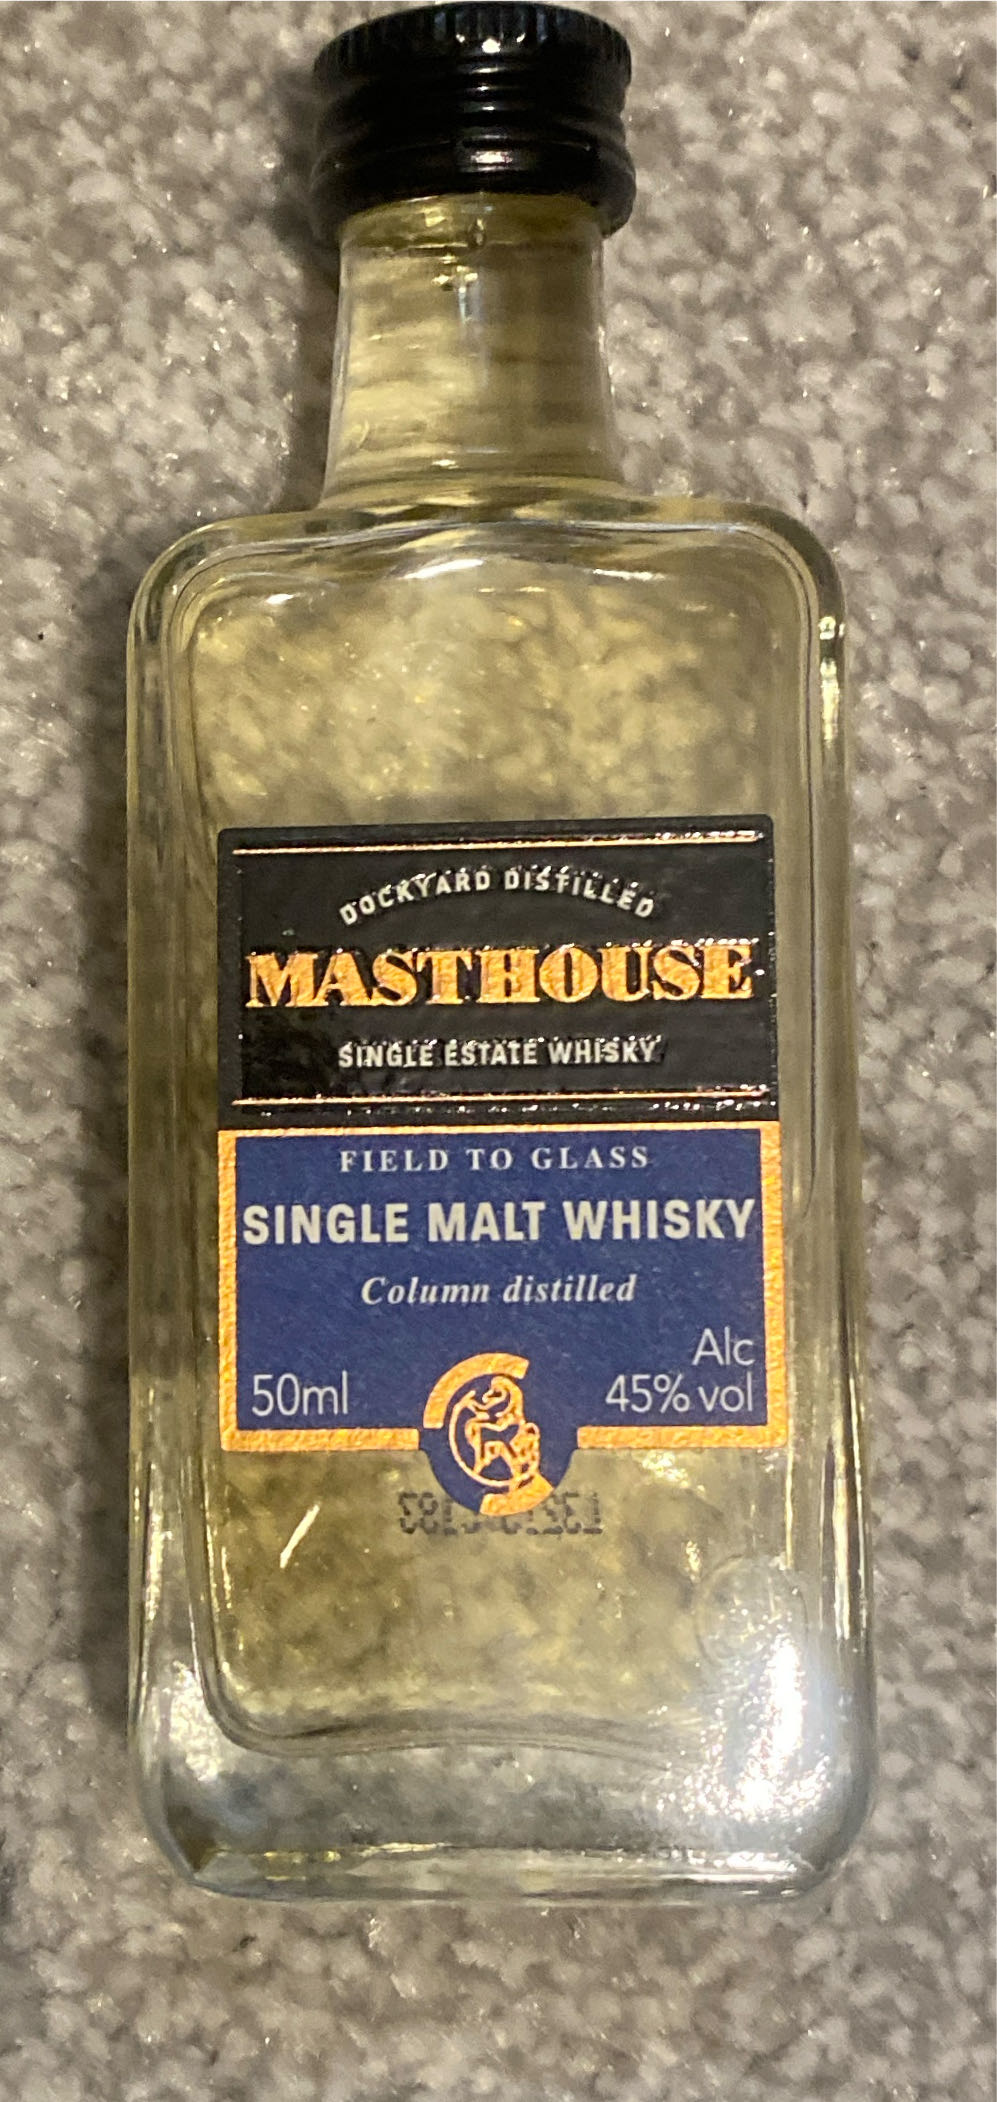 DOCKYARD DISTILLED
MASTHOUSE
SINGLE ESTATE WHISKY
FIELD TO GLASS
SINGLE MALT WHISKY
Column distilled
Alc
50ml 45% vol